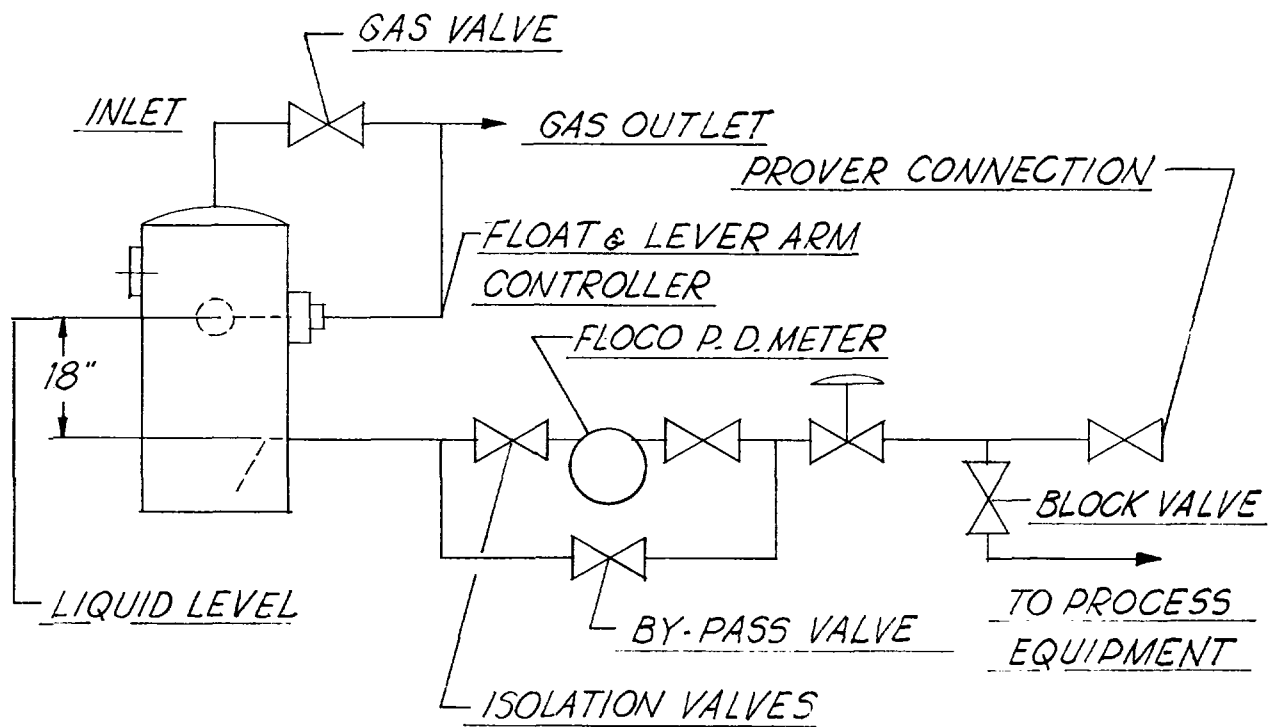 GAS VALVE
INLET
GAS OUTLET
PROVER CONNECTION
FLOAT & LEVER ARM
CONTROLLER
FLOCO P. D. METER
18"
BLOCK VALVE
LIQUID LEVEL
TO PROCESS
EQUIPMENT
BY-PASS VALVE
ISOLATION VALVES